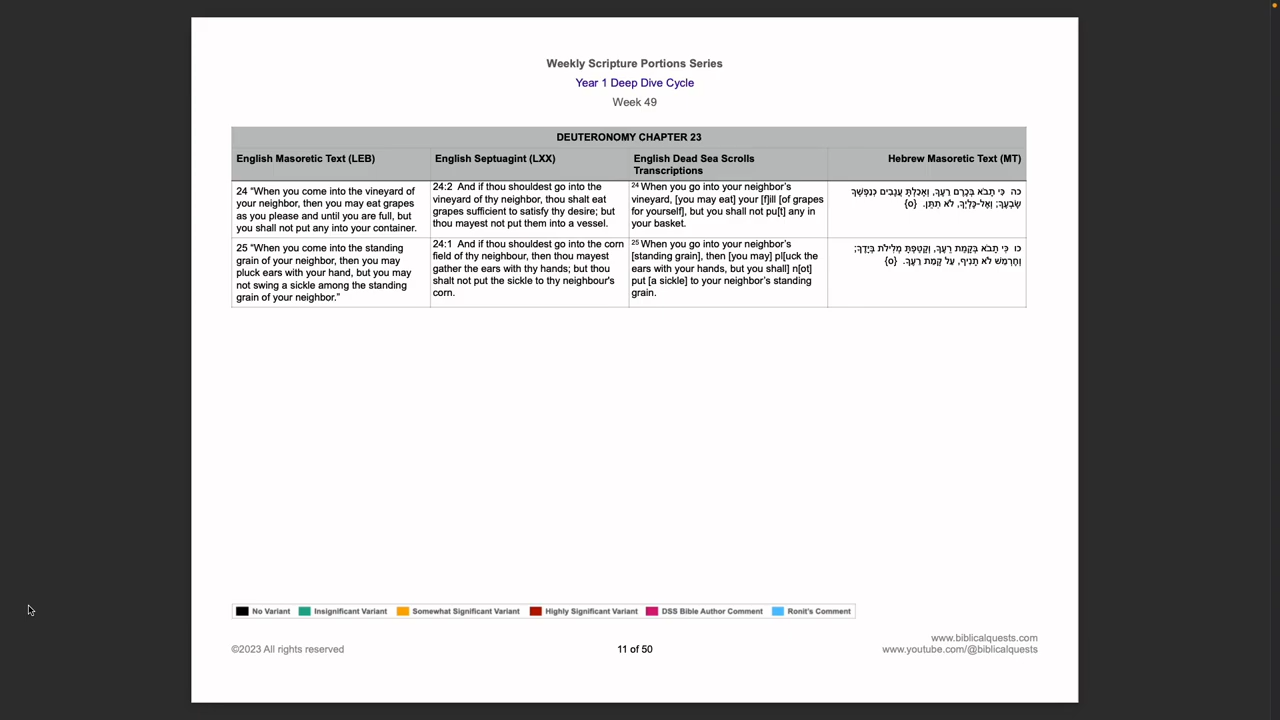 Weekly Scripture Portions Series
Year 1 Deep Dive Cycle
Week 49
DEUTERONOMY CHAPTER 23
English Masoretic Text (LEB)
English Septuagint (LXX)
English Dead Sea Scrolls
Transcriptions
Hebrew Masoretic Text (MT)
24 “When you come into the vineyard of
your neighbor, then you may eat grapes
as you please and until you are full, but
you shall not put any into your container.
24:2 And if thou shouldest go into the
vineyard of thy neighbour, thou shalt eat
grapes sufficient to satisfy thy desire; but
thou mayest not put them into a vessel.
24 When you go into your neighbor’s
vineyard, [you may eat] your [f]ill [of grapes
for yourself], but you shall not pu[t] any in
your basket.
כה כִּי תָבֹא בְּכֶרֶם רֵעֶךָ, וְאָכַלְתָּ עֲנָבִים כְּנַפְשְׁךָ
שָׂבְעֶךָ; וְאֶל-כֶּלְיְךָ, לֹא תִתֵּן. {ס}
25 “When you come into the standing
grain of your neighbor, then you may
pluck ears with your hand, but you may
not swing a sickle among the standing
grain of your neighbor.”
24:1 And if thou shouldest go into the corn
field of thy neighbour, then thou mayest
gather the ears with thy hands; but thou
shalt not put the sickle to thy neighbour's
corn.
25 When you go into your neighbor’s
[standing grain], then [you may] pl[uck the
ears with your hands, but you shall] n[ot]
put [a sickle] to your neighbor’s standing
grain.
כו כִּי תָבֹא בְּקָמַת רֵעֶךָ, וְקָטַפְתָּ מְלִילֹת בְּיָדֶךָ;
וְחֶרְמֵשׁ לֹא תָנִיף, עַל קָמַת רֵעֶךָ. {ס}
No Variant
Insignificant Variant
Somewhat Significant Variant
Highly Significant Variant
DSS Bible Author Comment
Ronit's Comment
www.biblicalquests.com
©2023 All rights reserved
11 of 50
www.youtube.com/@biblicalquests